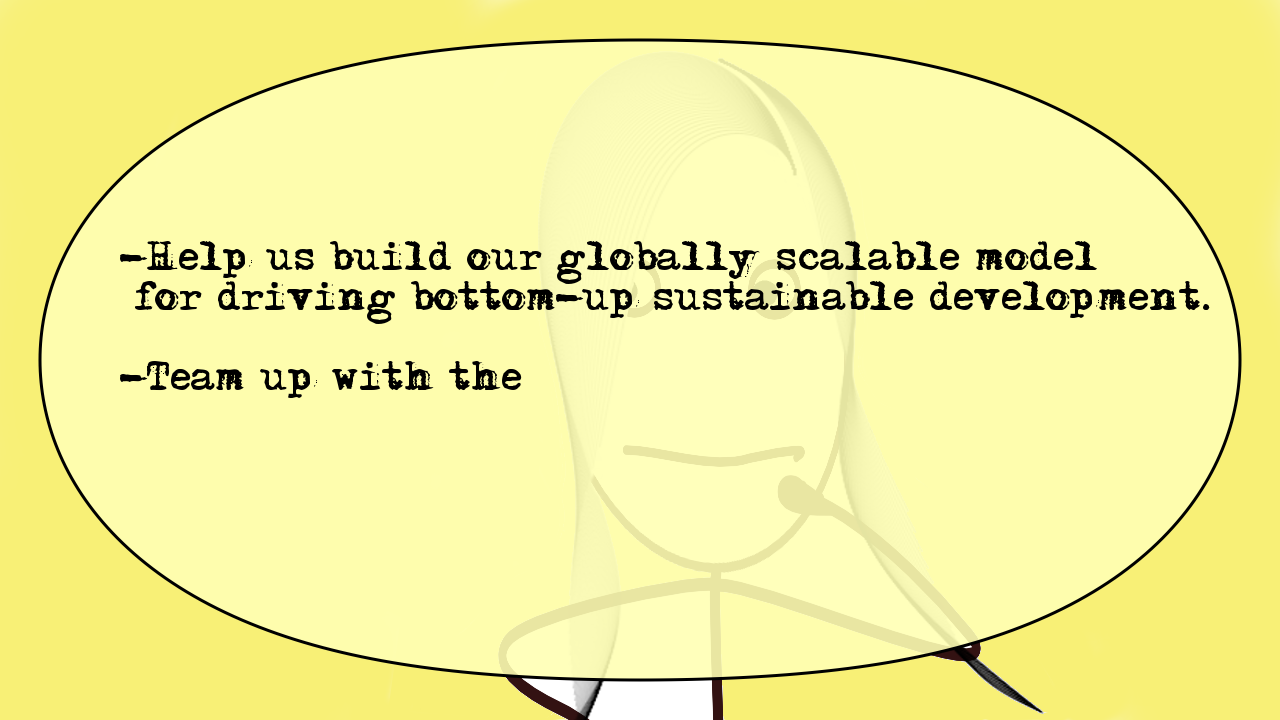 -Help us build our globally scalable model
for driving bottom-up sustainable development.
-Team up with the